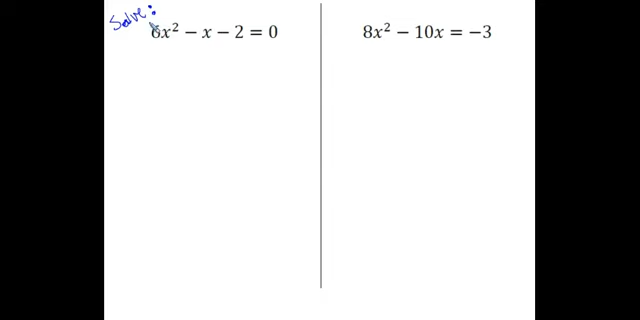 Solve:
6x² − x − 2 = 0
8x² − 10x = −3